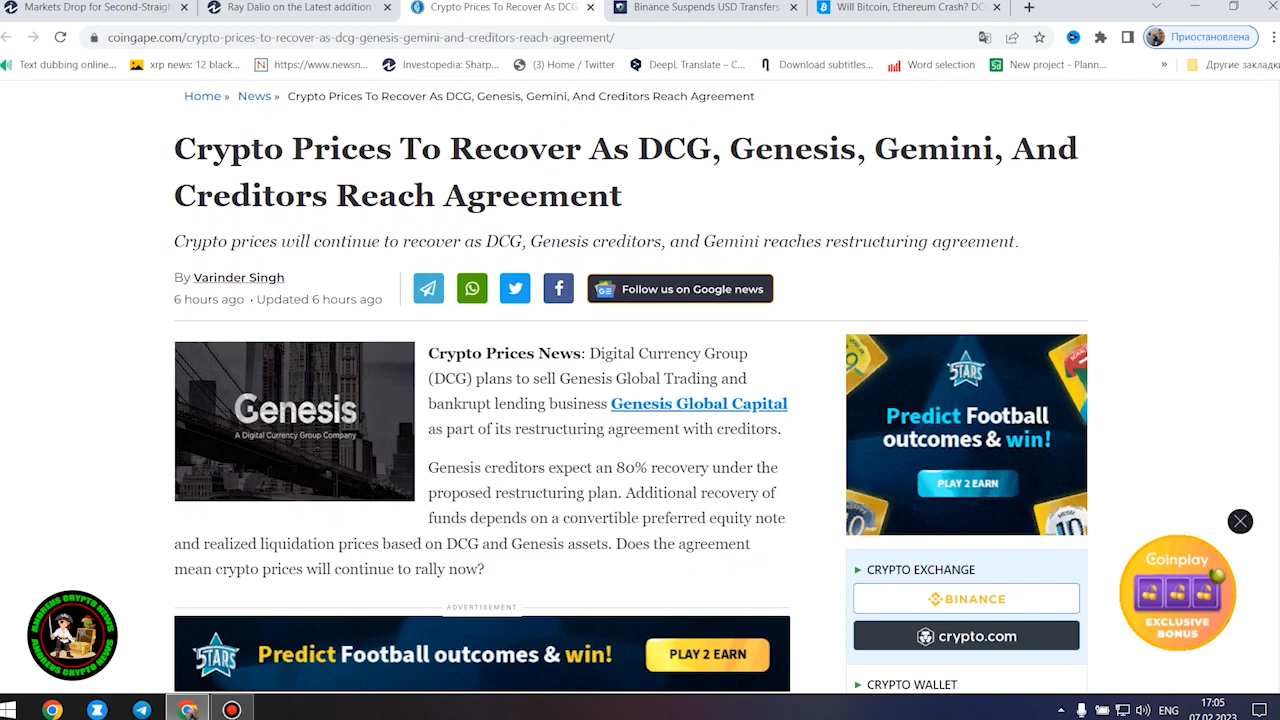 Markets Drop for Second-Straigh
Ray Dalio on the Latest addition
Crypto Prices To Recover As DCG,
Binance Suspends USD Transfers
Will Bitcoin, Ethereum Crash? DC
coingape.com/crypto-prices-to-recover-as-dcg-genesis-gemini-and-creditors-reach-agreement/
Приостановлена
Text dubbing online...
xrp news: 12 black...
https://www.newsn...
Investopedia: Sharp...
(3) Home / Twitter
DeepL Translate – C...
Download subtitles...
Word selection
New project - Plann...
»
Другие закладки
Home » News » Crypto Prices To Recover As DCG, Genesis, Gemini, And Creditors Reach Agreement
Crypto Prices To Recover As DCG, Genesis, Gemini, And
Creditors Reach Agreement
Crypto prices will continue to recover as DCG, Genesis creditors, and Gemini reaches restructuring agreement.
By Varinder Singh
6 hours ago · Updated 6 hours ago
Follow us on Google news
Genesis
A Digital Currency Group Company
Crypto Prices News: Digital Currency Group
(DCG) plans to sell Genesis Global Trading and
bankrupt lending business Genesis Global Capital
as part of its restructuring agreement with creditors.
Genesis creditors expect an 80% recovery under the
proposed restructuring plan. Additional recovery of
funds depends on a convertible preferred equity note
and realized liquidation prices based on DCG and Genesis assets. Does the agreement
mean crypto prices will continue to rally now?
ADVERTISEMENT
STARS
Predict Football outcomes & win!
PLAY 2 EARN
STARS
Predict Football
outcomes & win!
PLAY 2 EARN
10
CRYPTO EXCHANGE
BINANCE
crypto.com
CRYPTO WALLET
Coinplay
EXCLUSIVE
BONUS
ANDREUS CRYPTO NEWS
ANDREUS CRYPTO NEWS
ENG
17:05
07.02.2023